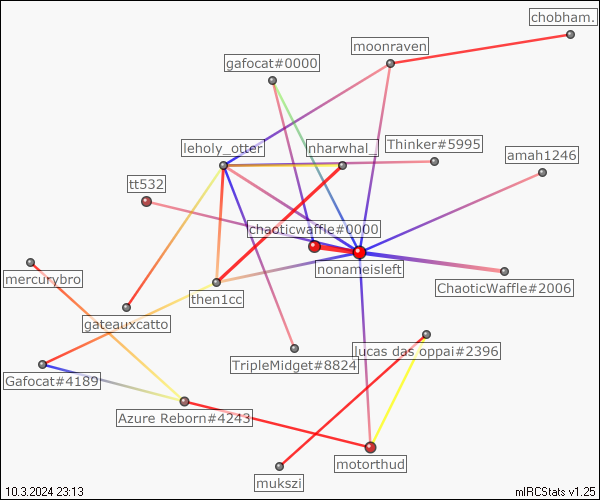 chobham.
moonraven
gafocat#0000
leholy_otter
nharwhal_
Thinker#5995
amah1246
tt532
chaoticwaffle#0000
nonameisleft
mercurybro
ChaoticWaffle#2006
then1cc
gateauxcatto
lucas das oppai#2396
TripleMidget#8824
Gafocat#4189
Azure Reborn#4243
motorthud
mukszi
10.3.2024 23:13
mIRCStats v1.25